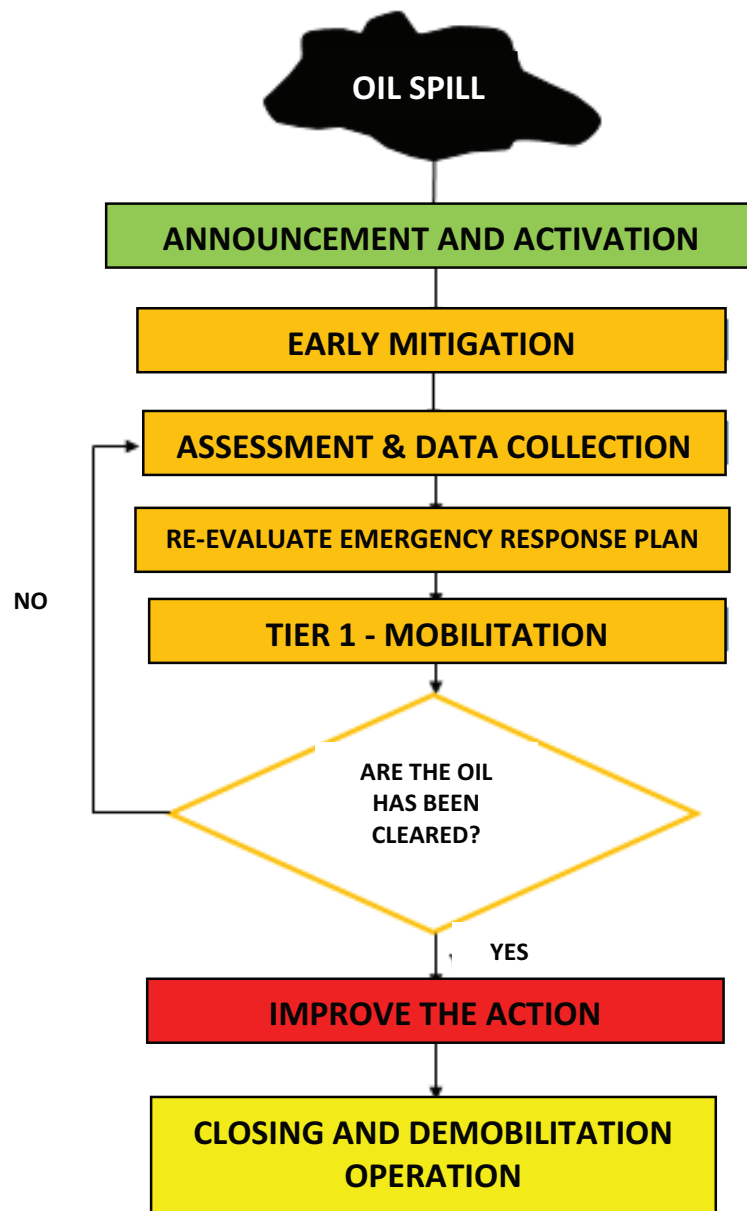 OIL SPILL
ANNOUNCEMENT AND ACTIVATION
EARLY MITIGATION
ASSESSMENT & DATA COLLECTION
RE-EVALUATE EMERGENCY RESPONSE PLAN
NO
TIER 1 - MOBILITATION
ARE THE OIL
HAS BEEN
CLEARED?
YES
IMPROVE THE ACTION
CLOSING AND DEMOBILITATION
OPERATION